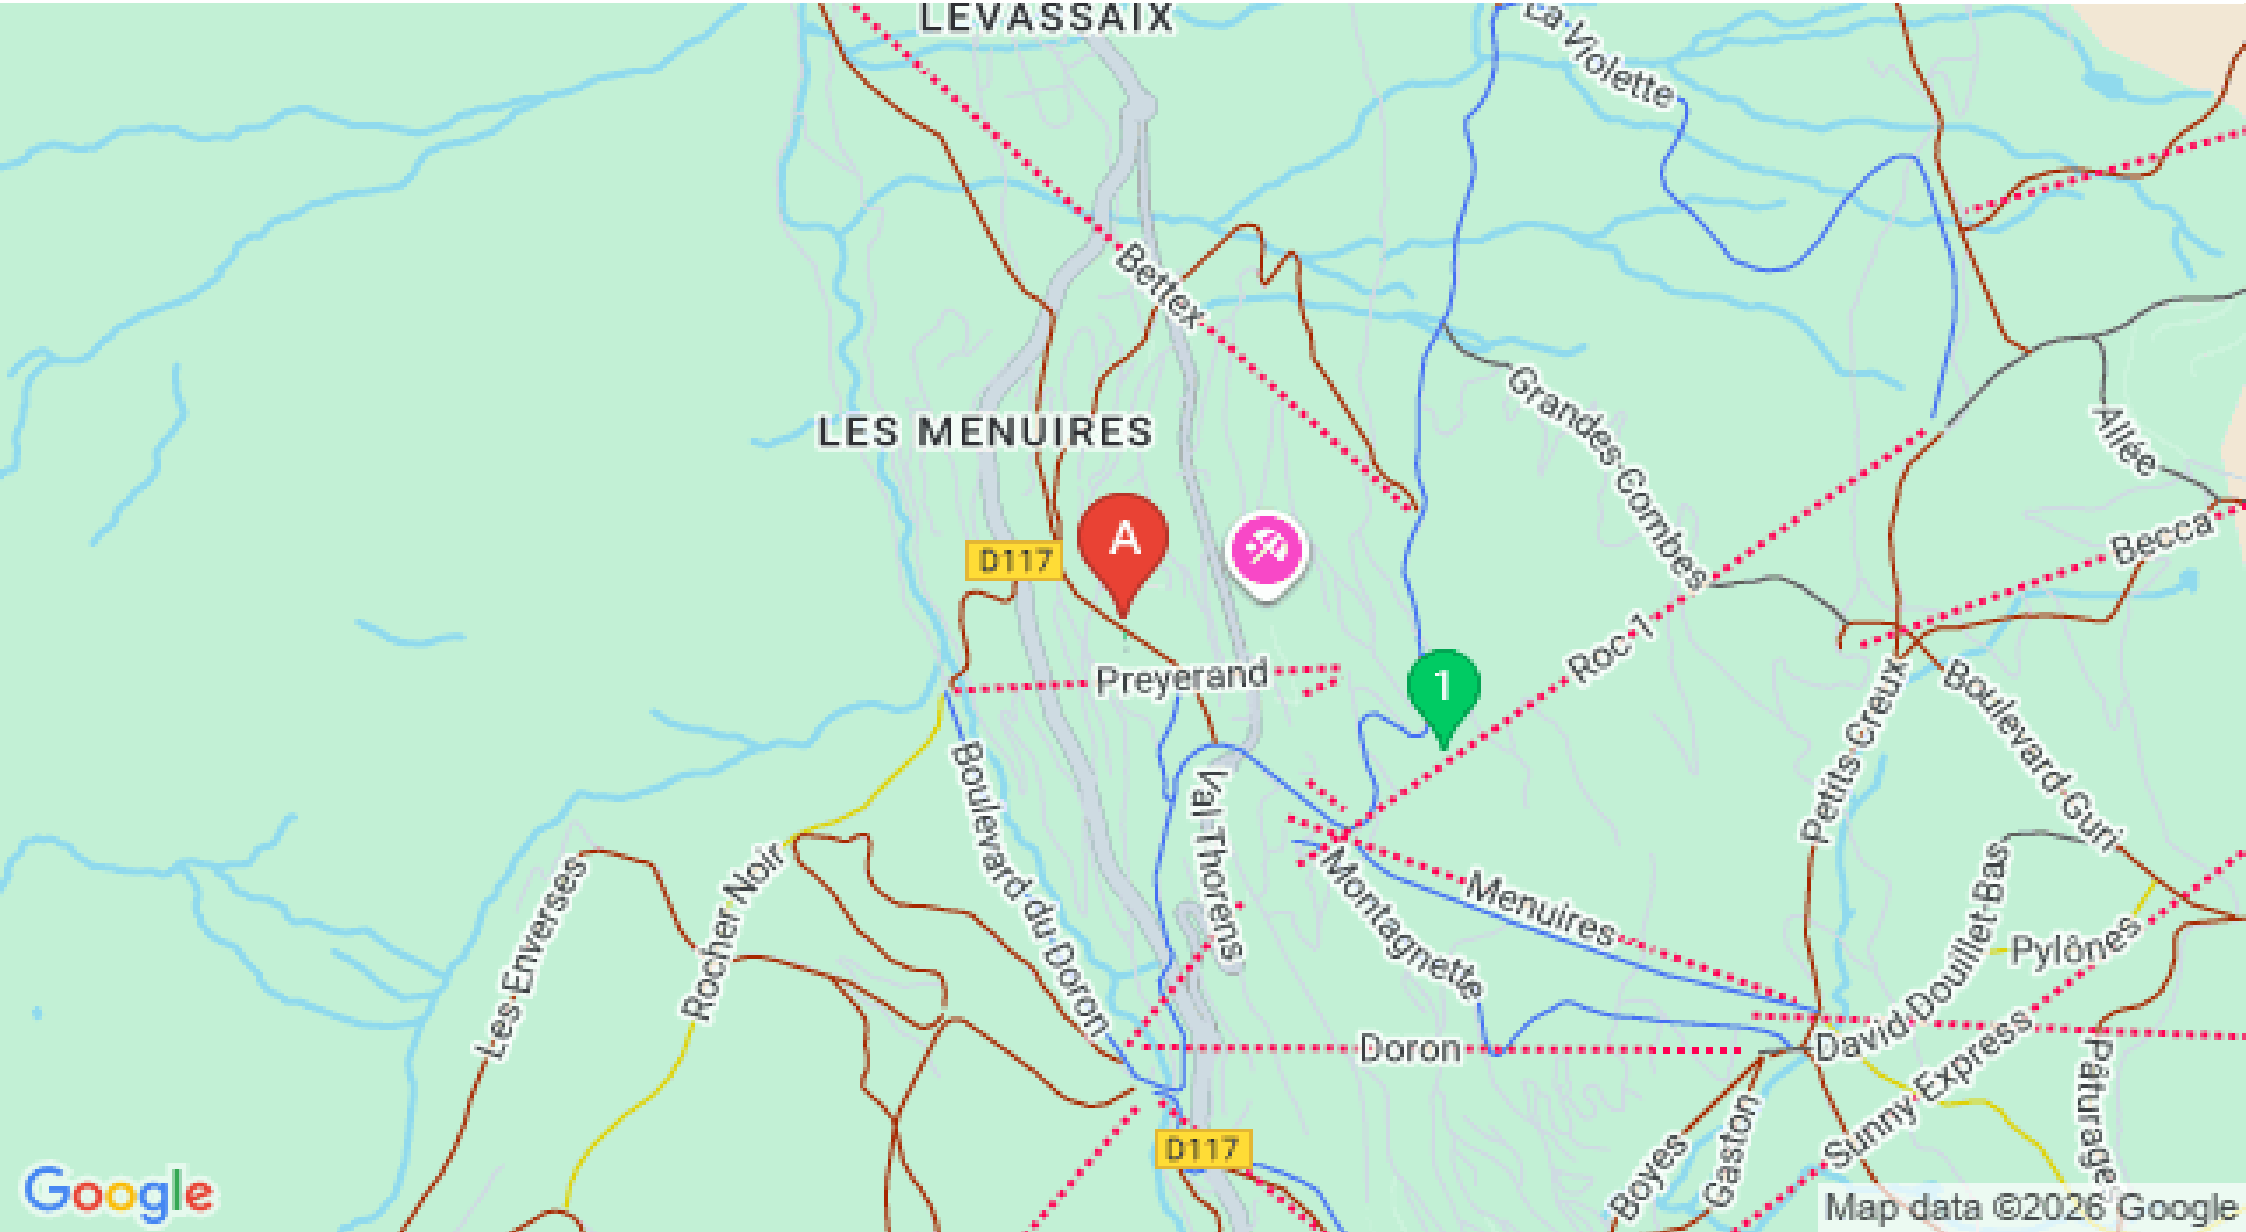 LEVASSAIX
La Violette
Bettex
Grandes Combes
Allée
LES MENUIRES
A
D117
Becca
Roc 1
Preyerand
1
Petits Creux
Boulevard Guri
Boulevard du Doron
Val Thorens
Montagnette
Menuires
Les Enverses
Rocher Noir
David Douillet Bas
Pylônes
Doron
Sunny Express
Pâturages
D117
Boyes
Gaston
Google
Map data ©2026 Google